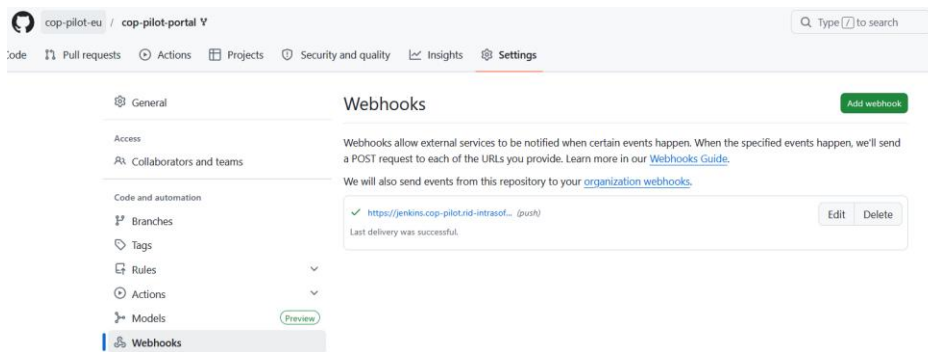 cop-pilot-eu / cop-pilot-portal
Type / to search
Code Pull requests Actions Projects Security and quality Insights Settings
General
Access
Collaborators and teams
Code and automation
Branches
Tags
Rules
Actions
Models Preview
Webhooks
Webhooks
Add webhook
Webhooks allow external services to be notified when certain events happen. When the specified events happen, we'll send
a POST request to each of the URLs you provide. Learn more in our Webhooks Guide.
We will also send events from this repository to your organization webhooks.
https://jenkins.cop-pilot.rid-intrasof... (push)
Edit Delete
Last delivery was successful.